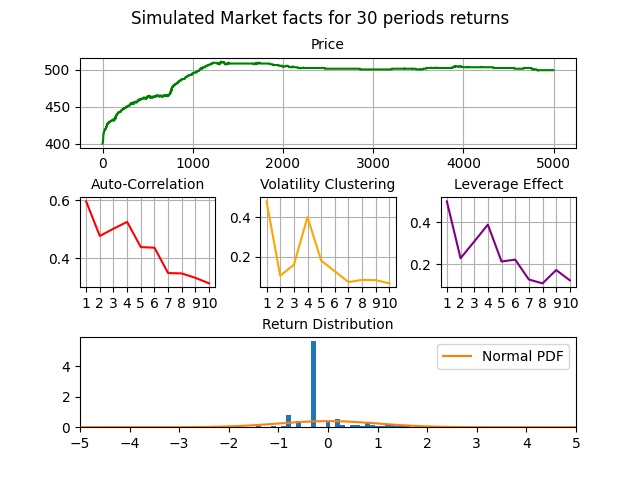 Simulated Market facts for 30 periods returns
Price
500
450
400
0 1000 2000 3000 4000 5000
Auto-Correlation Volatility Clustering Leverage Effect
0.6
0.4
1 2 3 4 5 6 7 8 9 10
0.4
0.2
1 2 3 4 5 6 7 8 9 10
0.4
0.2
1 2 3 4 5 6 7 8 9 10
Return Distribution
Normal PDF
4
2
0
−5 −4 −3 −2 −1 0 1 2 3 4 5